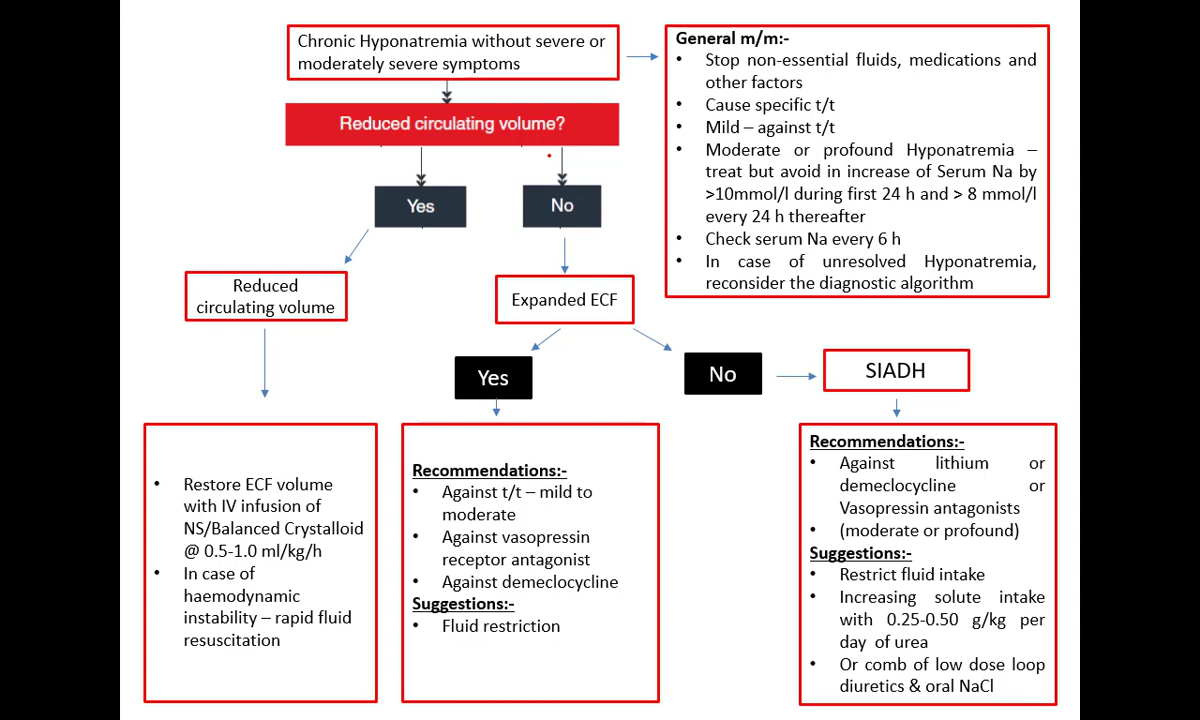 Chronic Hyponatremia without severe or
moderately severe symptoms
General m/m:-
• Stop non-essential fluids, medications and
other factors
• Cause specific t/t
• Mild – against t/t
• Moderate or profound Hyponatremia –
treat but avoid in increase of Serum Na by
>10mmol/l during first 24 h and > 8 mmol/l
every 24 h thereafter
• Check serum Na every 6 h
• In case of unresolved Hyponatremia,
reconsider the diagnostic algorithm
Reduced circulating volume?
Yes
No
Reduced
circulating volume
Expanded ECF
Yes
No
SIADH
• Restore ECF volume
with IV infusion of
NS/Balanced Crystalloid
@ 0.5-1.0 ml/kg/h
• In case of
haemodynamic
instability – rapid fluid
resuscitation
Recommendations:-
• Against t/t – mild to
moderate
• Against vasopressin
receptor antagonist
• Against demeclocycline
Suggestions:-
• Fluid restriction
Recommendations:-
• Against lithium or
demeclocycline or
Vasopressin antagonists
• (moderate or profound)
Suggestions:-
• Restrict fluid intake
• Increasing solute intake
with 0.25-0.50 g/kg per
day of urea
• Or comb of low dose loop
diuretics & oral NaCl